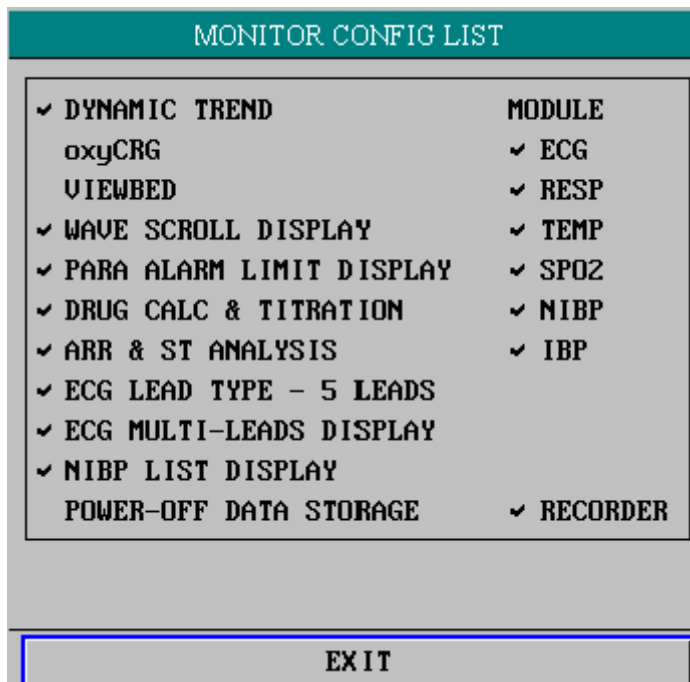 MONITOR CONFIG LIST
✓ DYNAMIC TREND MODULE
oxyCRG ✓ ECG
VIEWBED ✓ RESP
✓ WAVE SCROLL DISPLAY ✓ TEMP
✓ PARA ALARM LIMIT DISPLAY ✓ SPO2
✓ DRUG CALC & TITRATION ✓ NIBP
✓ ARR & ST ANALYSIS ✓ IBP
✓ ECG LEAD TYPE - 5 LEADS
✓ ECG MULTI-LEADS DISPLAY
✓ NIBP LIST DISPLAY
POWER-OFF DATA STORAGE ✓ RECORDER
EXIT